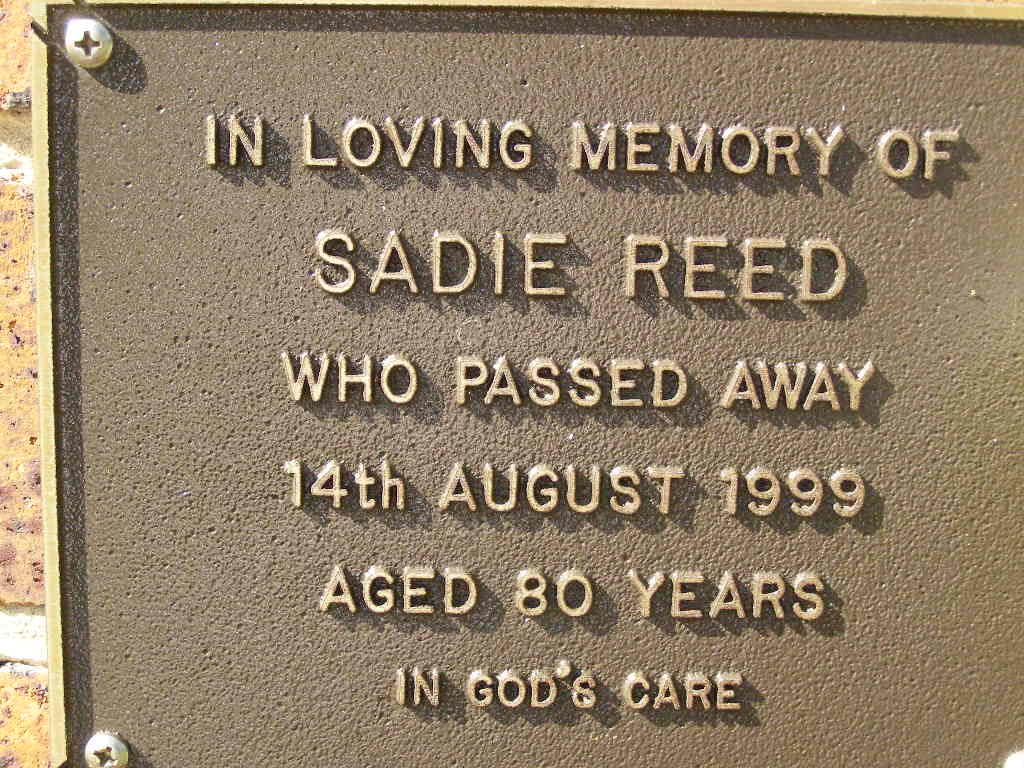 IN LOVING MEMORY OF
SADIE REED
WHO PASSED AWAY
14th AUGUST 1999
AGED 80 YEARS
IN GOD'S CARE